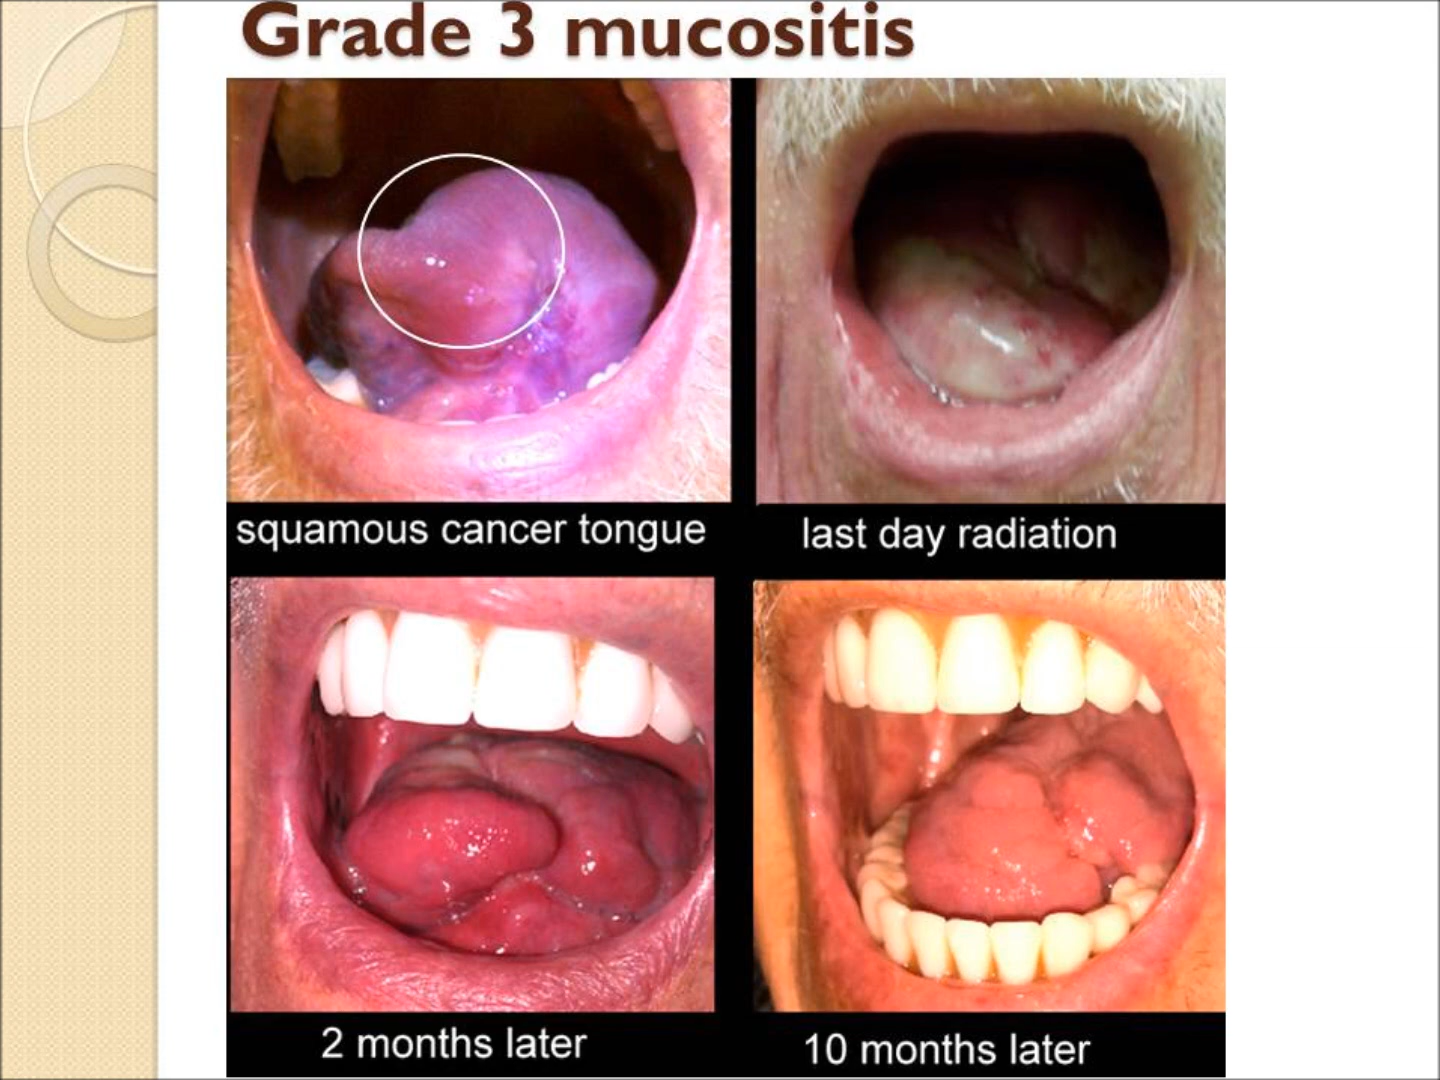 Grade 3 mucositis
squamous cancer tongue
last day radiation
2 months later
10 months later